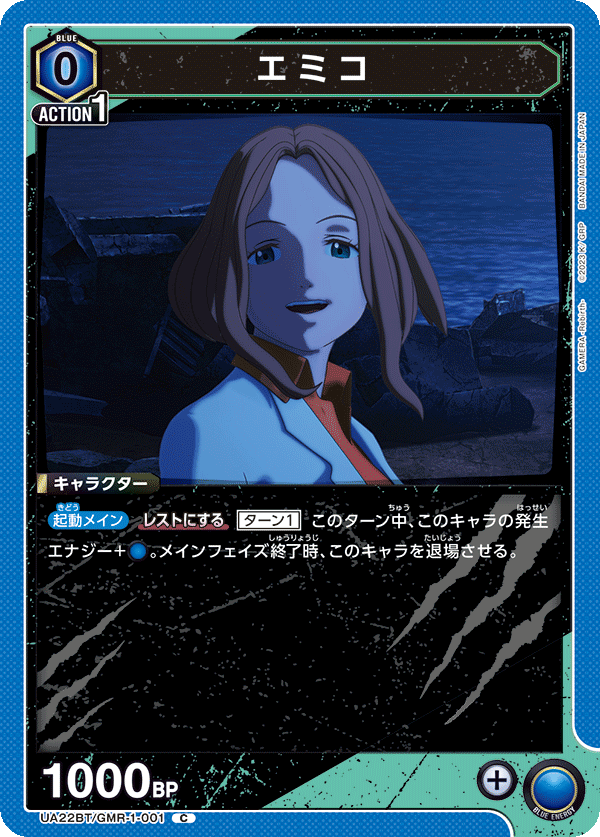 BLUE
0
エミコ
ACTION1
GAMERA -Rebirth- ©2023 K/ GRP BANDAI MADE IN JAPAN
キャラクター
起動メイン レストにする ターン1 このターン中、このキャラの発生
エナジー+ 。メインフェイズ終了時、このキャラを退場させる。
1000BP
UA22BT/GMR-1-001 C
+
BLUE ENERGY